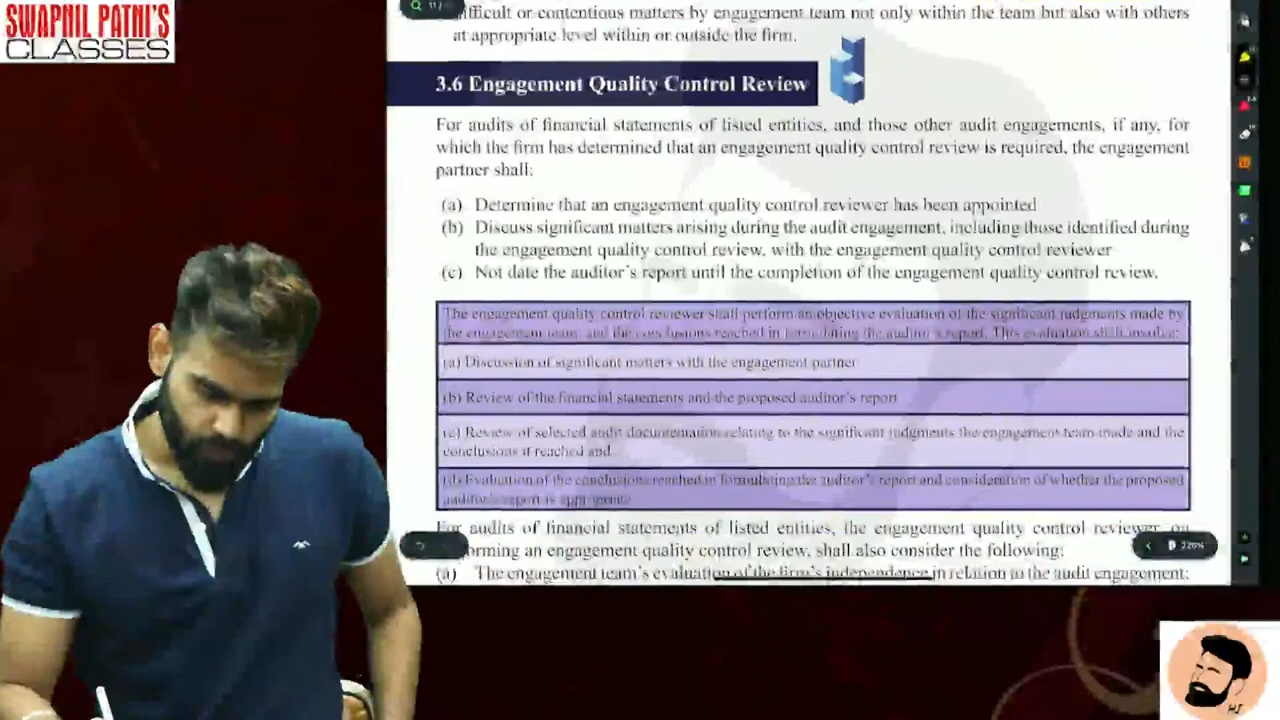 SWAPNIL PATNI'S
CLASSES
difficult or contentious matters by engagement team not only within the team but also with others
at appropriate level within or outside the firm.
3.6 Engagement Quality Control Review
For audits of financial statements of listed entities, and those other audit engagements, if any, for
which the firm has determined that an engagement quality control review is required, the engagement
partner shall:
(a) Determine that an engagement quality control reviewer has been appointed
(b) Discuss significant matters arising during the audit engagement, including those identified during
the engagement quality control review, with the engagement quality control reviewer
(c) Not date the auditor's report until the completion of the engagement quality control review.
The engagement quality control reviewer shall perform an objective evaluation of the significant judgments made by
the engagement team, and the conclusions reached in formulating the auditor's report. This evaluation shall involve:
(a) Discussion of significant matters with the engagement partner
(b) Review of the financial statements and the proposed auditor's report
(c) Review of selected audit documentation relating to the significant judgments the engagement team made and the
conclusions it reached and
(d) Evaluation of the conclusions reached in formulating the auditor's report and consideration of whether the proposed
auditor's report is appropriate
For audits of financial statements of listed entities, the engagement quality control reviewer on
orming an engagement quality control review, shall also consider the following:
220%
(a) The engagement team's evaluation of the firm's independence in relation to the audit engagement: